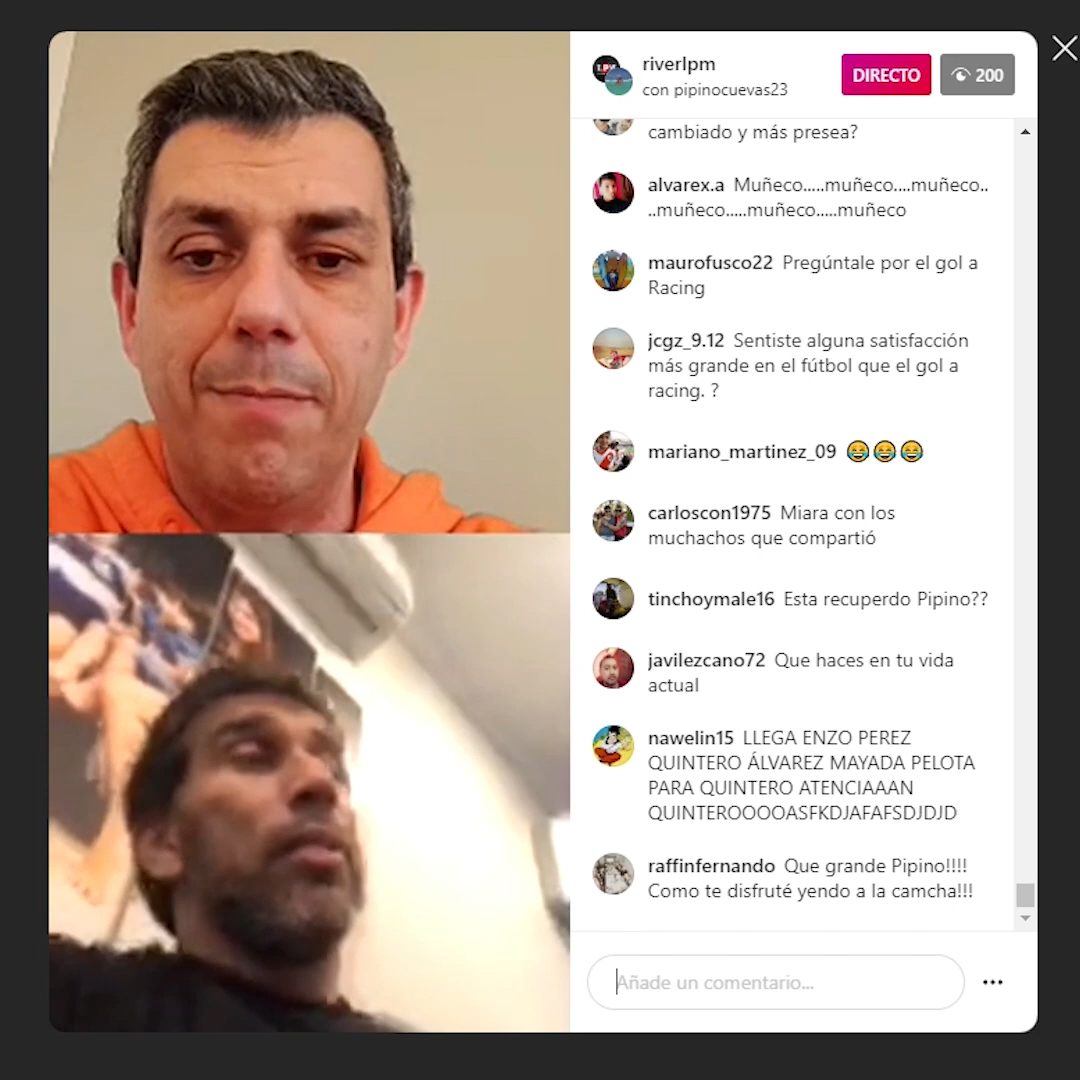 riverlpm
con pipinocuevas23
DIRECTO
200
cambiado y más presea?
alvarex.a Muñeco.....muñeco....muñeco..
..muñeco.....muñeco.....muñeco
maurofusco22 Pregúntale por el gol a
Racing
jcgz_9.12 Sentiste alguna satisfacción
más grande en el fútbol que el gol a
racing. ?
mariano_martinez_09 😂😂😂
carloscon1975 Miara con los
muchachos que compartió
tinchoymale16 Esta recuperdo Pipino??
javilezcano72 Que haces en tu vida
actual
nawelin15 LLEGA ENZO PEREZ
QUINTERO ÁLVAREZ MAYADA PELOTA
PARA QUINTERO ATENCIAAAN
QUINTEROOOOASFKDJAFAFSDJDJD
raffinfernando Que grande Pipino!!!!
Como te disfruté yendo a la camcha!!!
Añade un comentario...